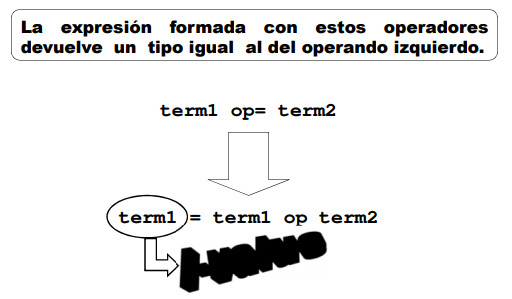 La expresión formada con estos operadores
devuelve un tipo igual al del operando izquierdo.
term1 op= term2
term1 = term1 op term2
l-value